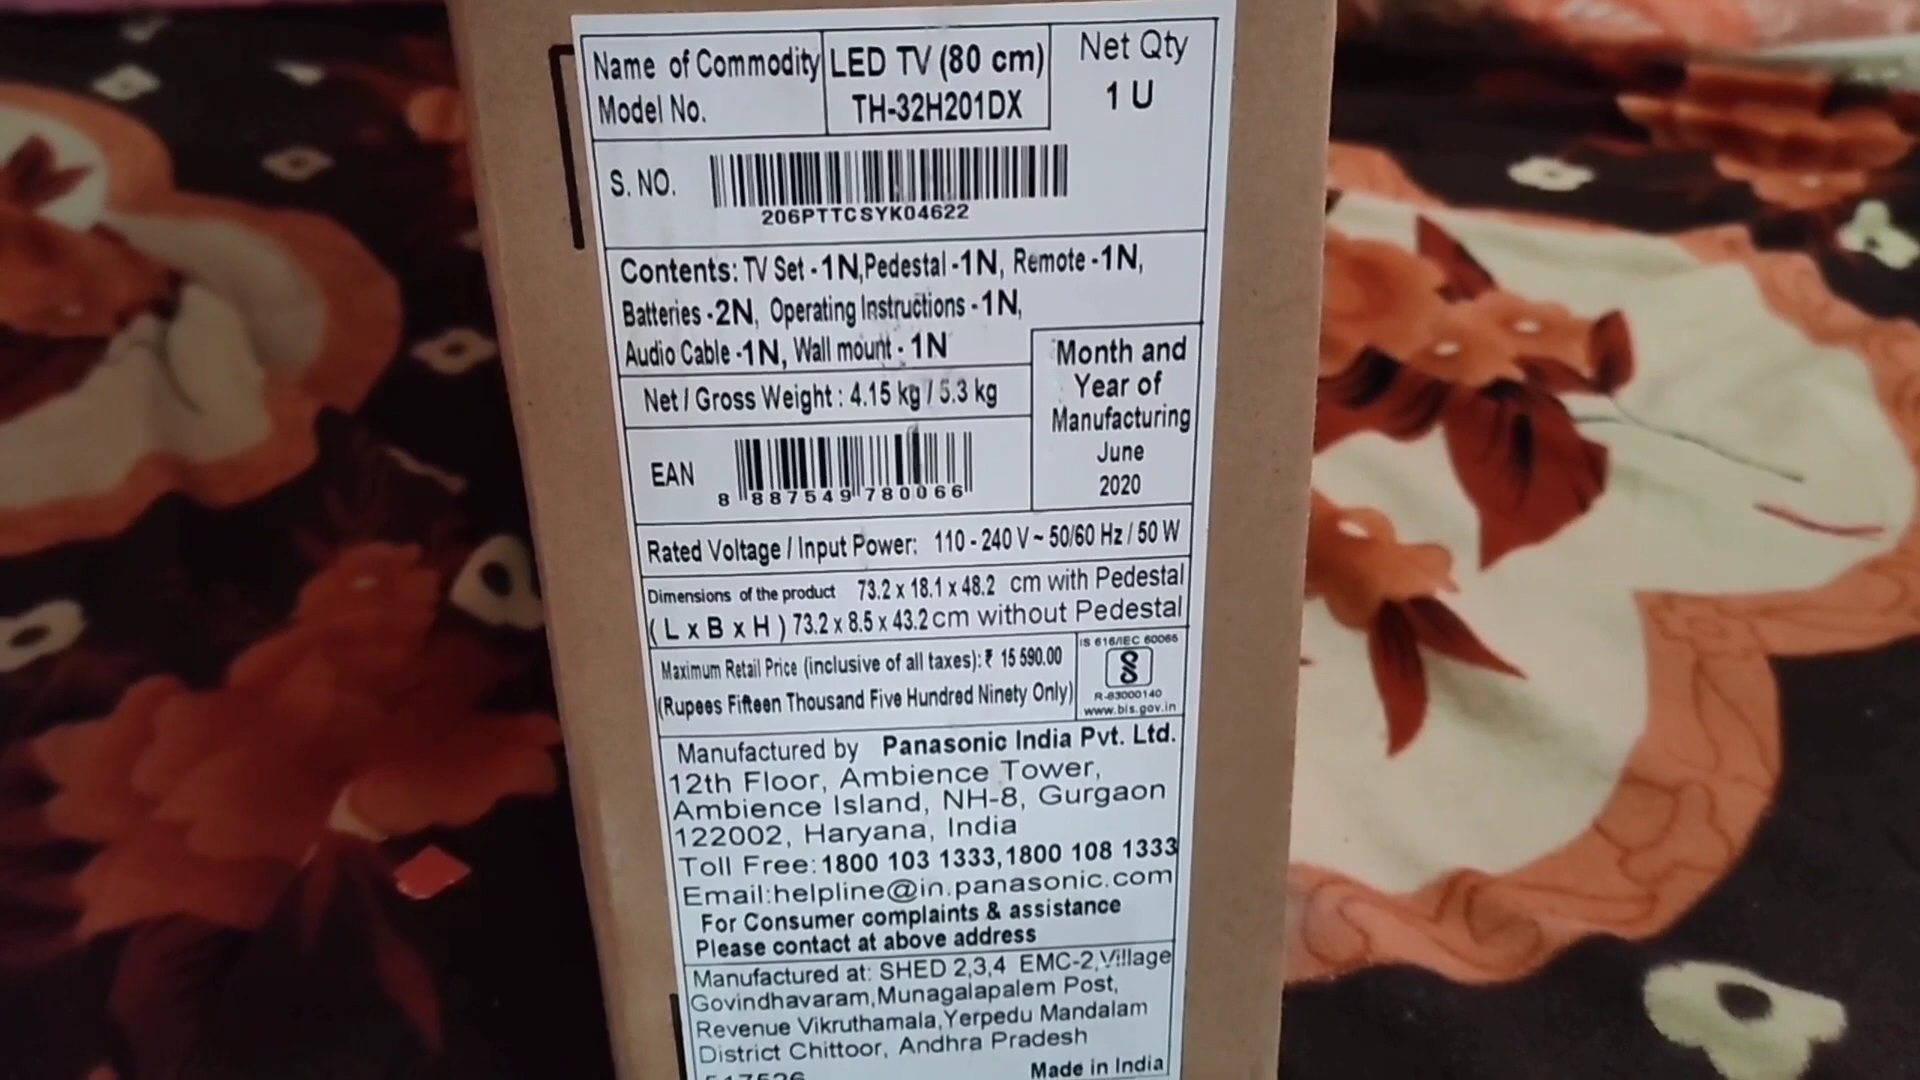 Name of Commodity LED TV (80 cm) Net Qty
Model No. TH-32H201DX 1 U
S. NO.
206PTTCSYK04622
Contents: TV Set - 1N, Pedestal - 1N, Remote - 1N,
Batteries - 2N, Operating Instructions - 1N,
Audio Cable - 1N, Wall mount - 1N
Net / Gross Weight : 4.15 kg / 5.3 kg
Month and
Year of
Manufacturing
June
2020
EAN
8 887549 780066
Rated Voltage / Input Power: 110 - 240 V ~ 50/60 Hz / 50 W
Dimensions of the product 73.2 x 18.1 x 48.2 cm with Pedestal
( L x B x H ) 73.2 x 8.5 x 43.2 cm without Pedestal
Maximum Retail Price (inclusive of all taxes): ₹ 15 590.00
(Rupees Fifteen Thousand Five Hundred Ninety Only)
IS 616/IEC 60065
R-83000140
www.bis.gov.in
Manufactured by Panasonic India Pvt. Ltd.
12th Floor, Ambience Tower,
Ambience Island, NH-8, Gurgaon
122002, Haryana, India
Toll Free: 1800 103 1333, 1800 108 1333
Email:helpline@in.panasonic.com
For Consumer complaints & assistance
Please contact at above address
Manufactured at: SHED 2,3,4 EMC-2, Village
Govindhavaram, Munagalapalem Post,
Revenue Vikruthamala, Yerpedu Mandalam
District Chittoor, Andhra Pradesh
Made in India